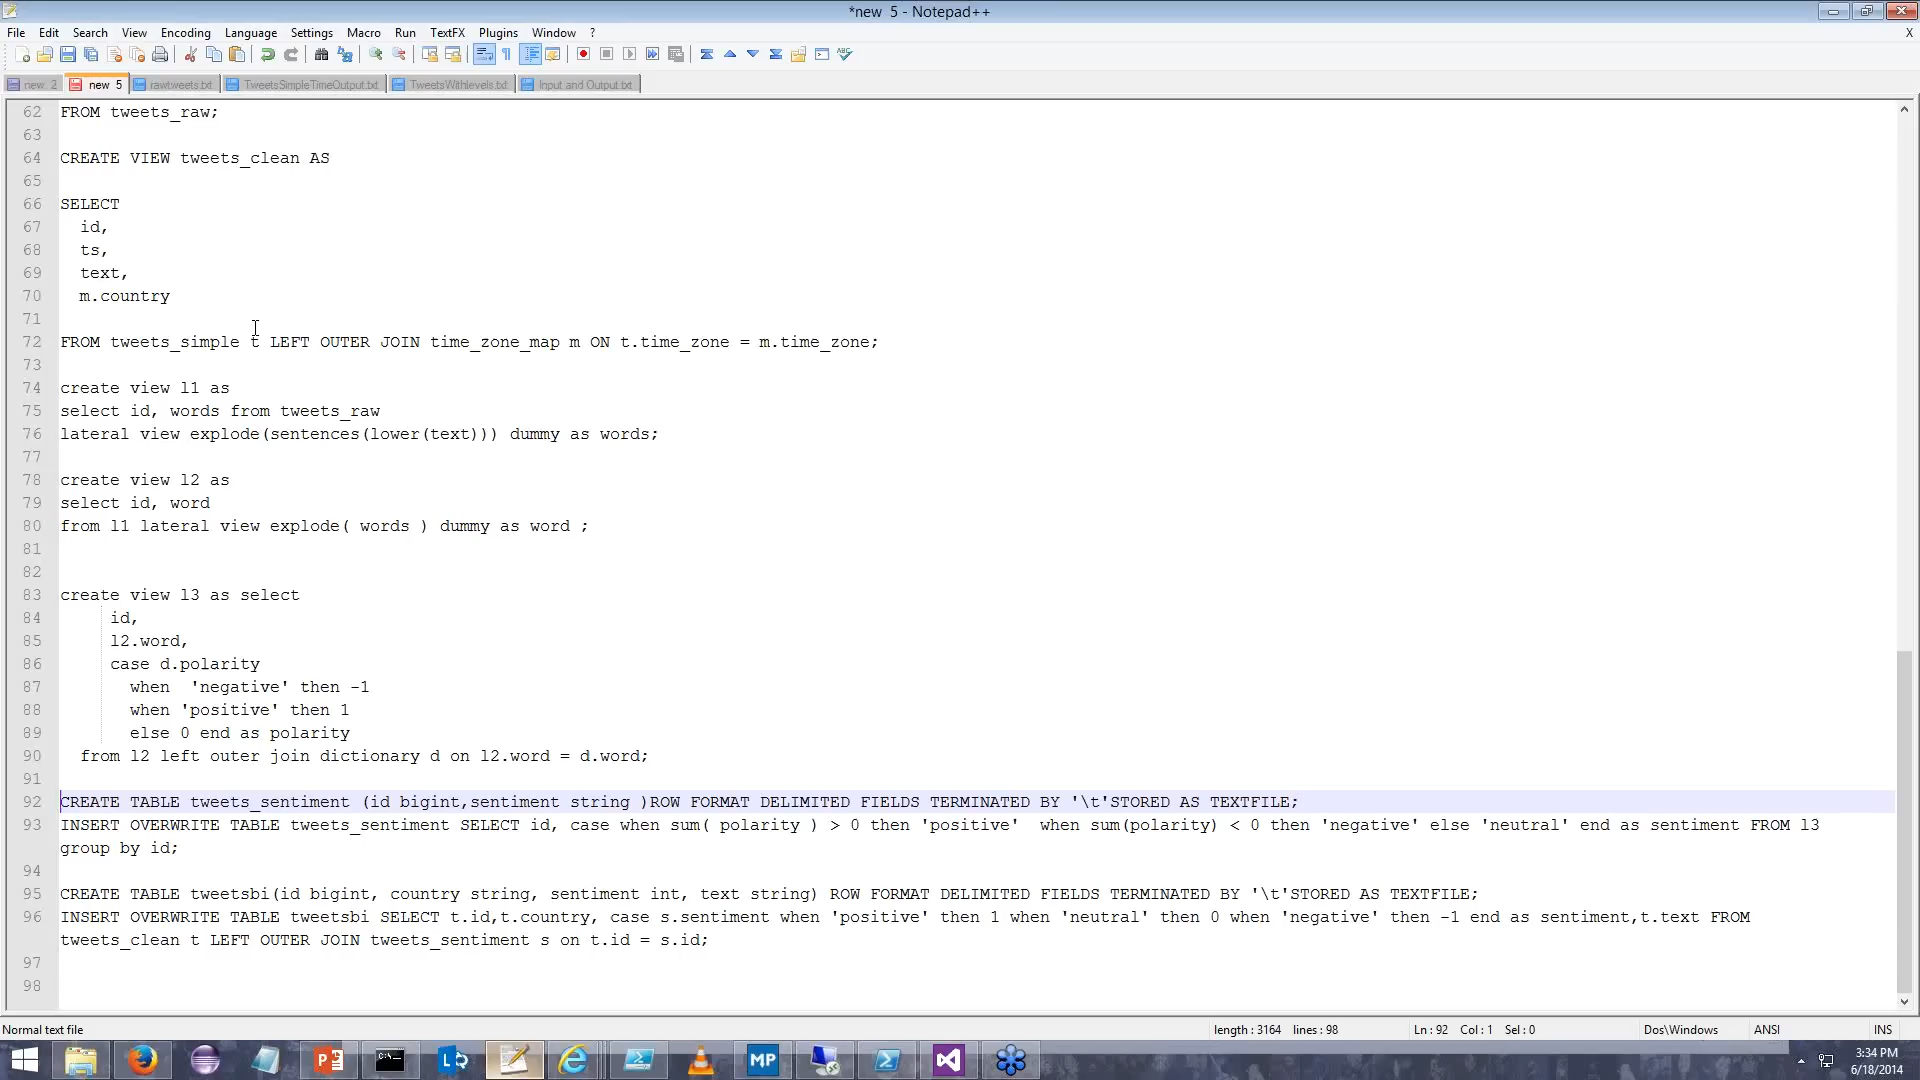 *new  5 - Notepad++
File Edit Search View Encoding Language Settings Macro Run TextFX Plugins Window ? X
new  2 new  5 rawtweets.txt TweetsSimpleTimeOutput.txt TweetsWithlevels.txt Input and Output.txt
62 FROM tweets_raw;
63
64 CREATE VIEW tweets_clean AS
65
66 SELECT
67 id,
68 ts,
69 text,
70 m.country
71
72 FROM tweets_simple t LEFT OUTER JOIN time_zone_map m ON t.time_zone = m.time_zone;
73
74 create view l1 as
75 select id, words from tweets_raw
76 lateral view explode(sentences(lower(text))) dummy as words;
77
78 create view l2 as
79 select id, word
80 from l1 lateral view explode( words ) dummy as word ;
81
82
83 create view l3 as select
84 id,
85 l2.word,
86 case d.polarity
87 when  'negative' then -1
88 when 'positive' then 1
89 else 0 end as polarity
90 from l2 left outer join dictionary d on l2.word = d.word;
91
92 CREATE TABLE tweets_sentiment (id bigint,sentiment string )ROW FORMAT DELIMITED FIELDS TERMINATED BY '\t'STORED AS TEXTFILE;
93 INSERT OVERWRITE TABLE tweets_sentiment SELECT id, case when sum( polarity ) > 0 then 'positive'  when sum(polarity) < 0 then 'negative' else 'neutral' end as sentiment FROM l3
group by id;
94
95 CREATE TABLE tweetsbi(id bigint, country string, sentiment int, text string) ROW FORMAT DELIMITED FIELDS TERMINATED BY '\t'STORED AS TEXTFILE;
96 INSERT OVERWRITE TABLE tweetsbi SELECT t.id,t.country, case s.sentiment when 'positive' then 1 when 'neutral' then 0 when 'negative' then -1 end as sentiment,t.text FROM
tweets_clean t LEFT OUTER JOIN tweets_sentiment s on t.id = s.id;
97
98
Normal text file length : 3164 lines : 98 Ln : 92 Col : 1 Sel : 0 Dos\Windows ANSI INS
MP
3:34 PM
6/18/2014